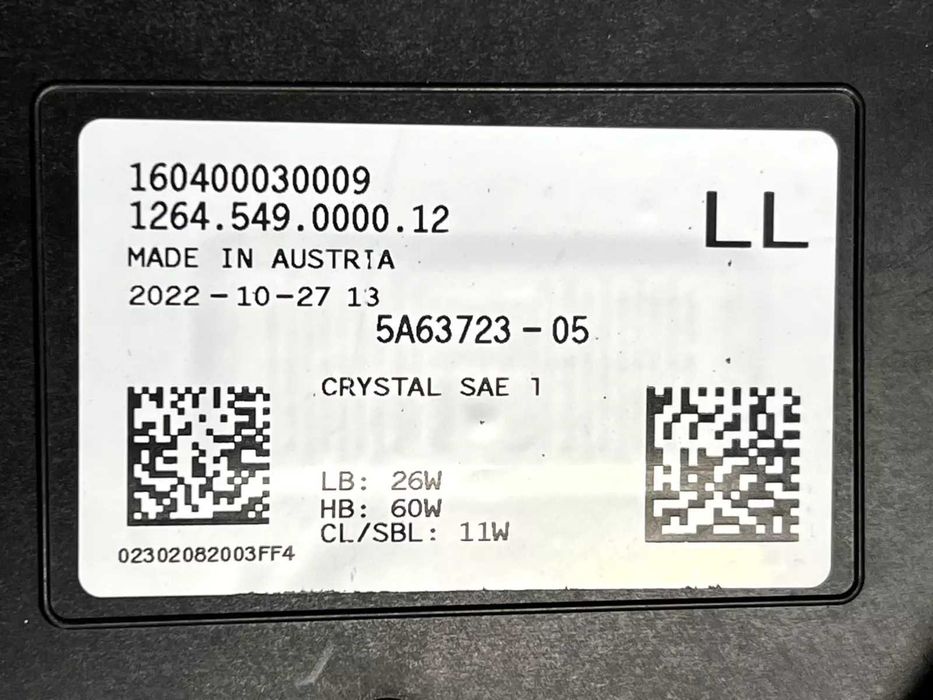 160400030009
1264.549.0000.12
LL
MADE IN AUSTRIA
2022-10-27 13
5A63723-05
CRYSTAL SAE 1
LB: 26W
HB: 60W
CL/SBL: 11W
02302082003FF4